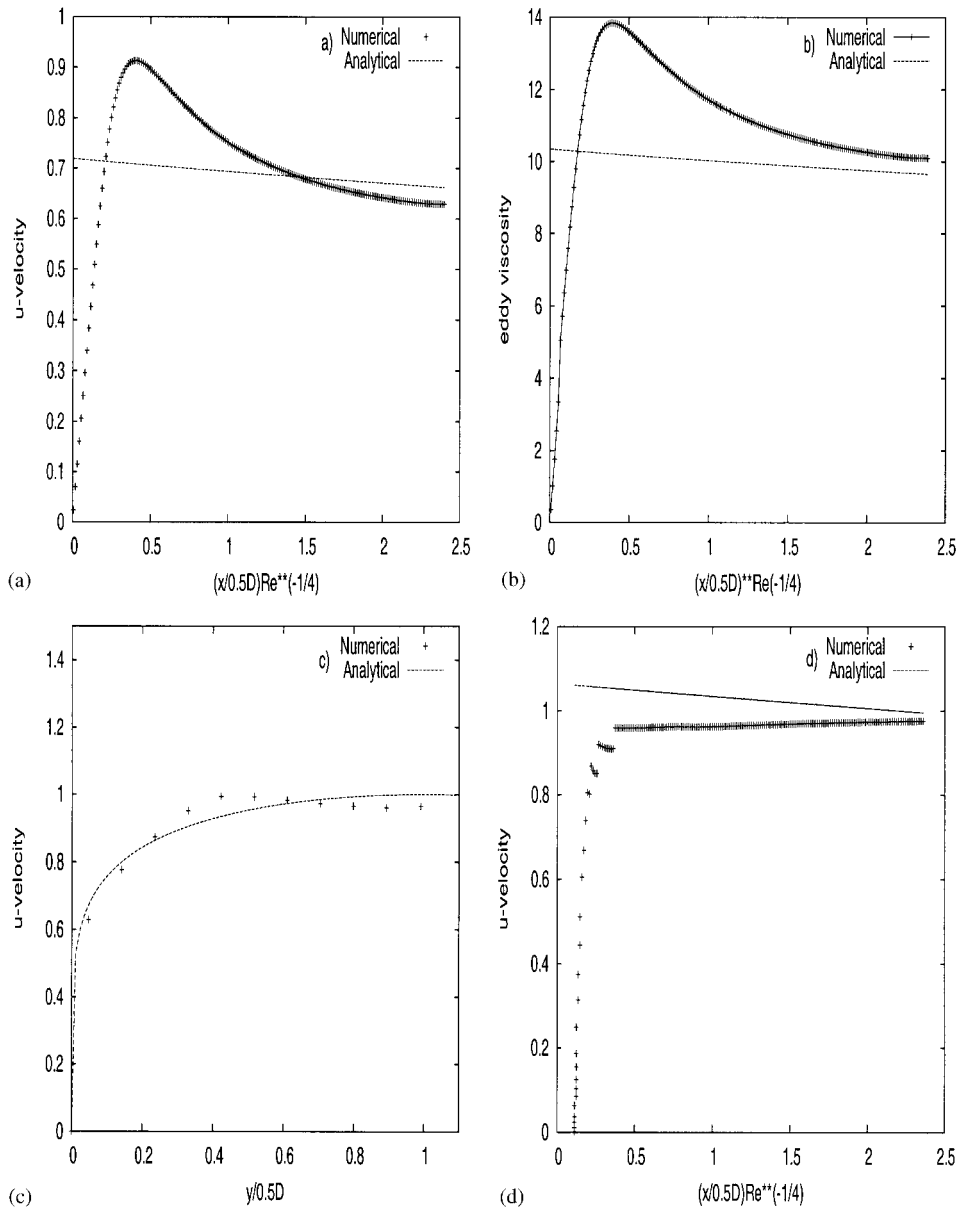 a)
Numerical
Analytical
1
0.9
0.8
0.7
0.6
0.5
0.4
0.3
0.2
0.1
0
u-velocity
0 0.5 1 1.5 2 2.5
(x/0.5D)Re**(-1/4)
(a)
b)
Numerical
Analytical
14
12
10
8
6
4
2
0
eddy viscosity
0 0.5 1 1.5 2 2.5
(x/0.5D)**Re(-1/4)
(b)
c)
Numerical
Analytical
1.4
1.2
1
0.8
0.6
0.4
0.2
0
u-velocity
0 0.2 0.4 0.6 0.8 1
y/0.5D
(c)
d)
Numerical
Analytical
1.2
1
0.8
0.6
0.4
0.2
0
u-velocity
0 0.5 1 1.5 2 2.5
(x/0.5D)Re**(-1/4)
(d)